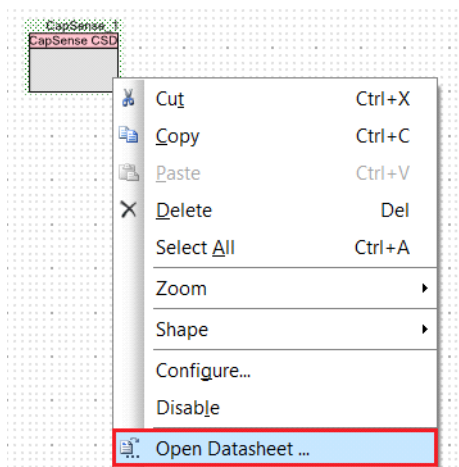 CapSense_1
CapSense CSD
Cut Ctrl+X
Copy Ctrl+C
Paste Ctrl+V
Delete Del
Select All Ctrl+A
Zoom
Shape
Configure...
Disable
Open Datasheet ...